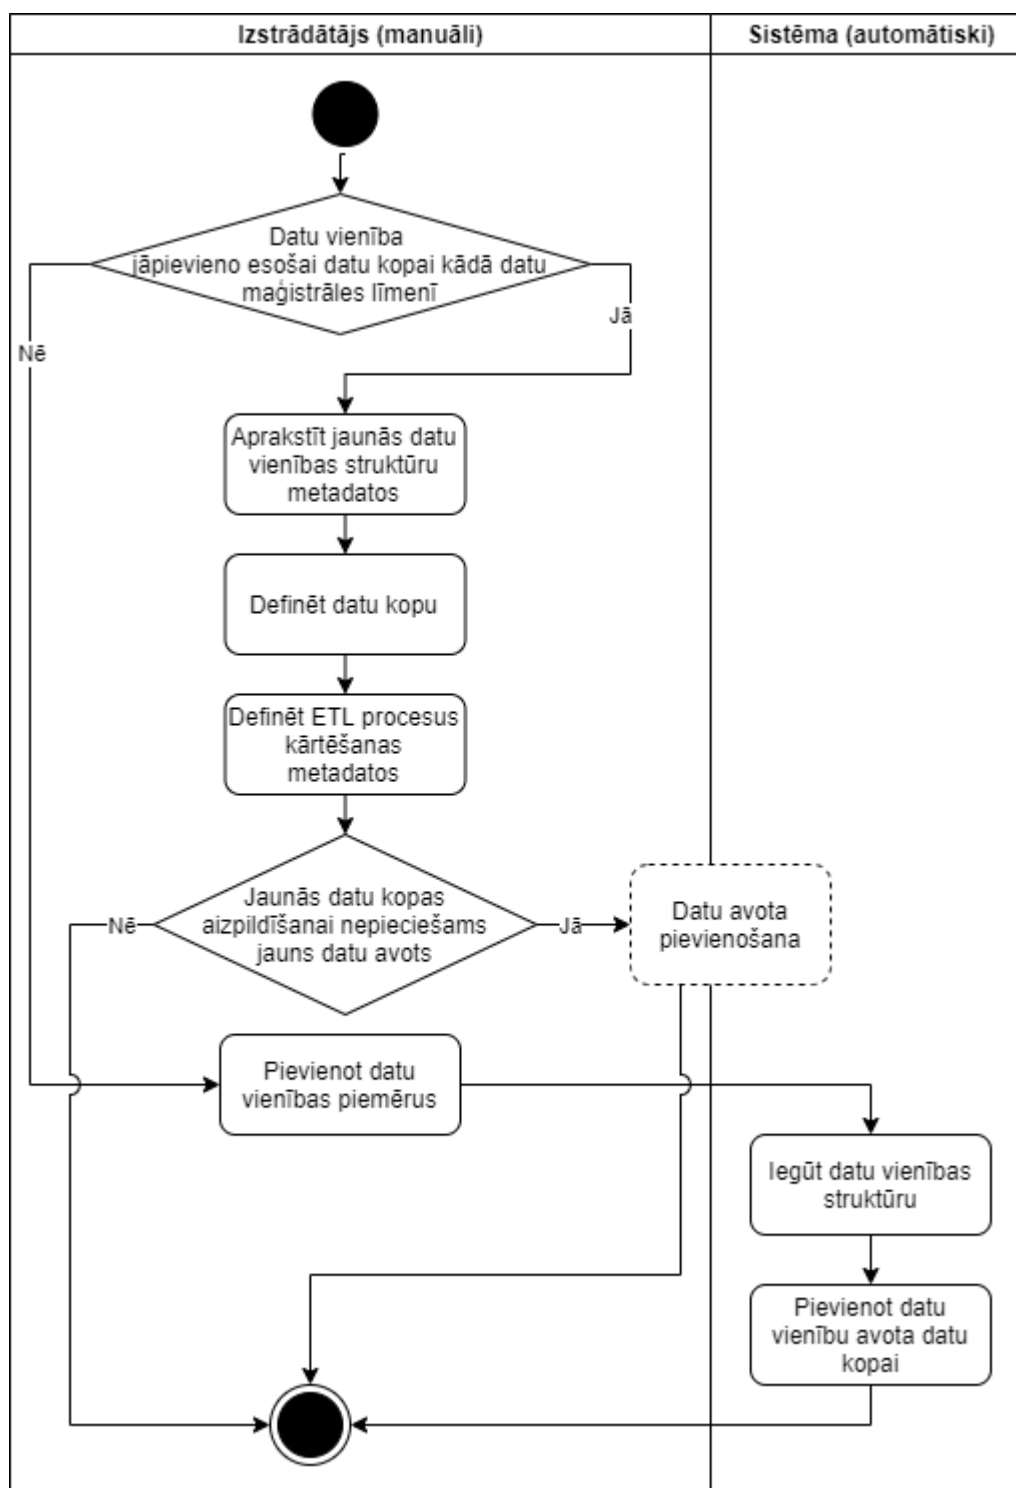 Izstrādātājs (manuāli)
Sistēma (automātiski)
Datu vienība
jāpievieno esošai datu kopai kādā datu
maģistrāles līmenī
Nē
Jā
Aprakstīt jaunās datu
vienības struktūru
metadatos
Definēt datu kopu
Definēt ETL procesus
kārtēšanas
metadatos
Jaunās datu kopas
aizpildīšanai nepieciešams
jauns datu avots
Nē
Jā
Datu avota
pievienošana
Pievienot datu
vienības piemērus
Iegūt datu vienības
struktūru
Pievienot datu
vienību avota datu
kopai